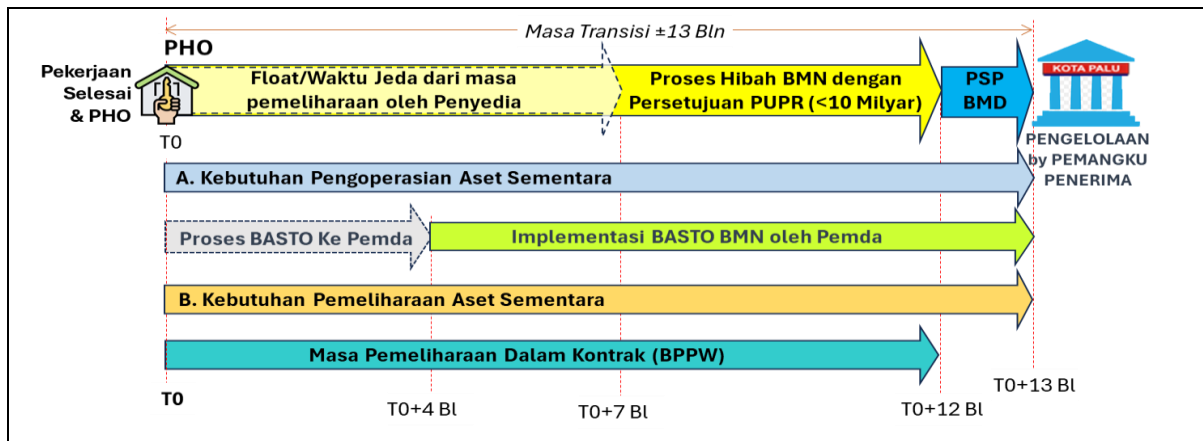 Masa Transisi ±13 Bln
PHO
Pekerjaan
Selesai
& PHO
Float/Waktu Jeda dari masa
pemeliharaan oleh Penyedia
Proses Hibah BMN dengan
Persetujuan PUPR (<10 Milyar)
PSP
BMD
KOTA PALU
T0
PENGELOLAAN
by PEMANGKU
PENERIMA
A. Kebutuhan Pengoperasian Aset Sementara
Proses BASTO Ke Pemda
Implementasi BASTO BMN oleh Pemda
B. Kebutuhan Pemeliharaan Aset Sementara
Masa Pemeliharaan Dalam Kontrak (BPPW)
T0
T0+4 Bl
T0+7 Bl
T0+12 Bl
T0+13 Bl